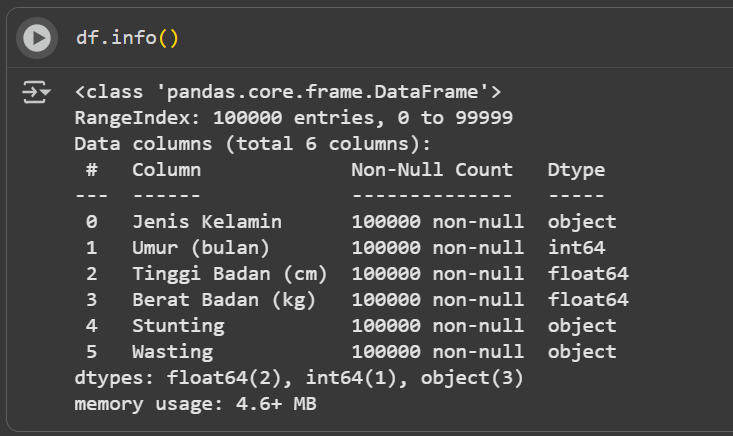 df.info()
<class 'pandas.core.frame.DataFrame'>
RangeIndex: 100000 entries, 0 to 99999
Data columns (total 6 columns):
 #   Column             Non-Null Count   Dtype
---  ------             --------------   -----
 0   Jenis Kelamin      100000 non-null  object
 1   Umur (bulan)       100000 non-null  int64
 2   Tinggi Badan (cm)  100000 non-null  float64
 3   Berat Badan (kg)   100000 non-null  float64
 4   Stunting           100000 non-null  object
 5   Wasting            100000 non-null  object
dtypes: float64(2), int64(1), object(3)
memory usage: 4.6+ MB